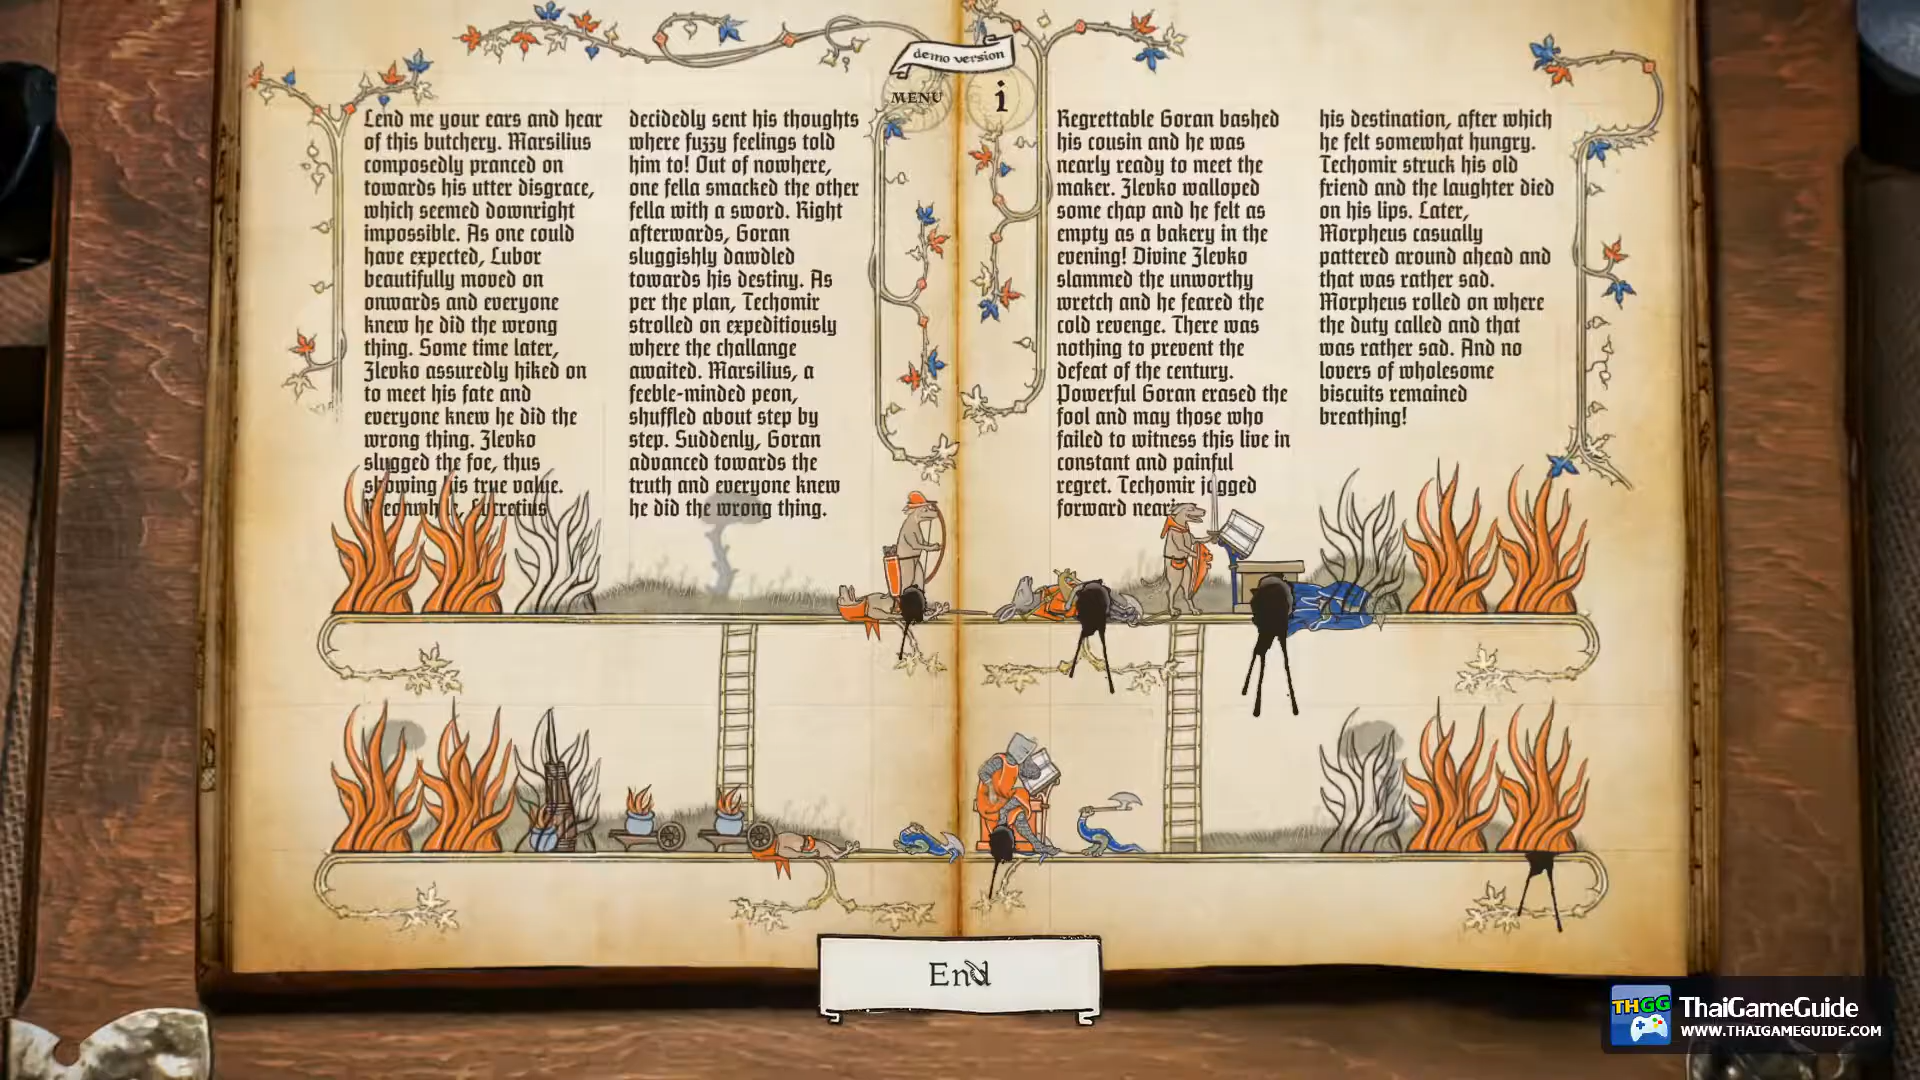 demo version
MENU
i
Lend me your ears and hear
of this butchery. Marsilius
composedly pranced on
towards his utter disgrace,
which seemed downright
impossible. As one could
have expected, Lubor
beautifully moved on
onwards and everyone
knew he did the wrong
thing. Some time later,
Zlevko assuredly hiked on
to meet his fate and
everyone knew he did the
wrong thing. Zlevko
slugged the foe, thus
showing his true value.
Meanwhile, Lucretius
decidedly sent his thoughts
where fuzzy feelings told
him to! Out of nowhere,
one fella smacked the other
fella with a sword. Right
afterwards, Goran
sluggishly dawdled
towards his destiny. As
per the plan, Techomir
strolled on expeditiously
where the challange
awaited. Marsilius, a
feeble-minded peon,
shuffled about step by
step. Suddenly, Goran
advanced towards the
truth and everyone knew
he did the wrong thing.
Regrettable Goran bashed
his cousin and he was
nearly ready to meet the
maker. Zlevko walloped
some chap and he felt as
empty as a bakery in the
evening! Divine Zlevko
slammed the unworthy
wretch and he feared the
cold revenge. There was
nothing to prevent the
defeat of the century.
Powerful Goran erased the
fool and may those who
failed to witness this live in
constant and painful
regret. Techomir jogged
forward near
his destination, after which
he felt somewhat hungry.
Techomir struck his old
friend and the laughter died
on his lips. Later,
Morpheus casually
pattered around ahead and
that was rather sad.
Morpheus rolled on where
the duty called and that
was rather sad. And no
lovers of wholesome
biscuits remained
breathing!
End
THGG
ThaiGameGuide
WWW.THAIGAMEGUIDE.COM